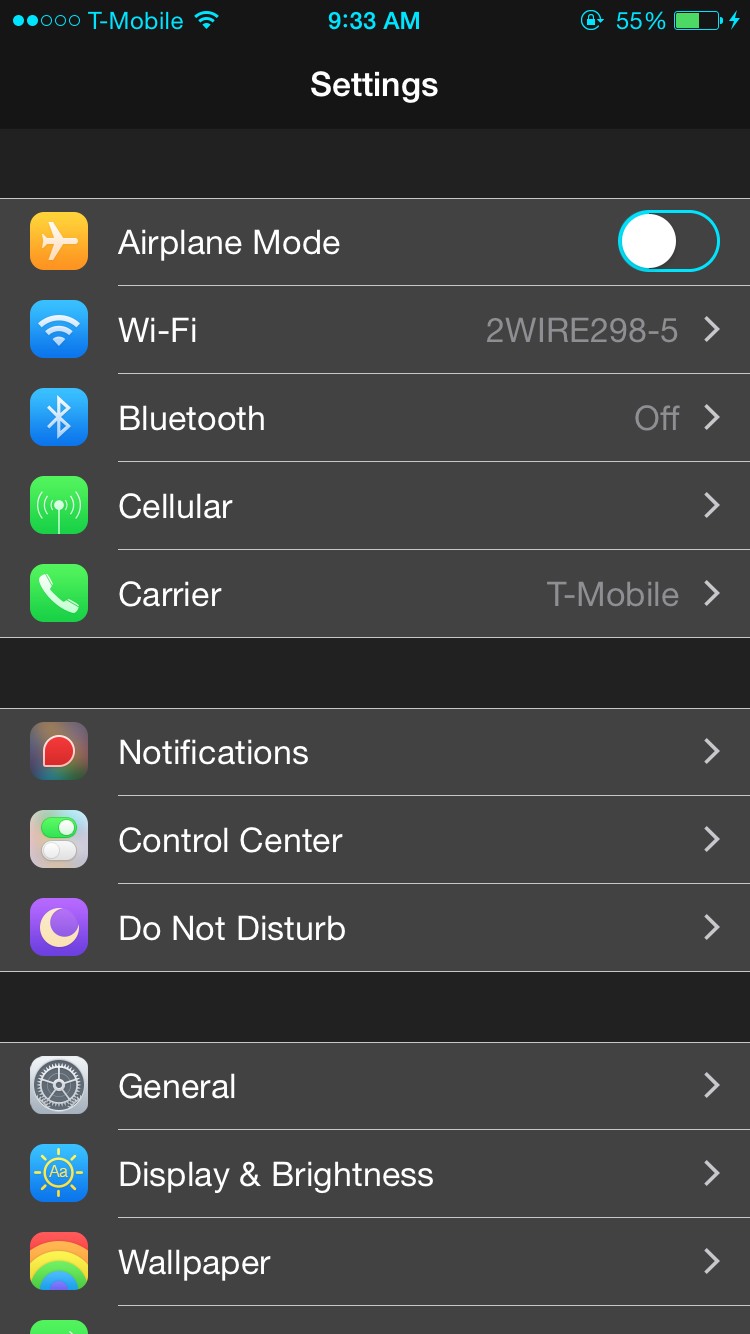 T-Mobile 9:33 AM 55%
Settings
Airplane Mode
Wi-Fi 2WIRE298-5
Bluetooth Off
Cellular
Carrier T-Mobile
Notifications
Control Center
Do Not Disturb
General
Aa Display & Brightness
Wallpaper